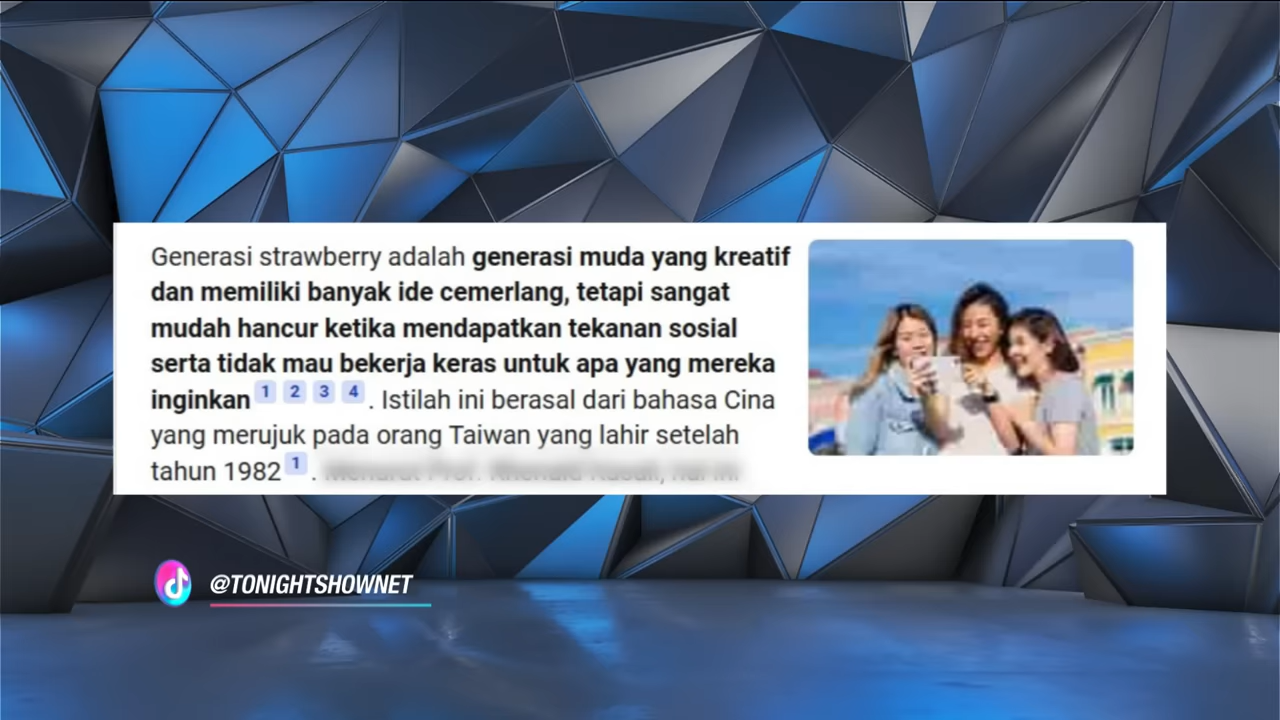 Generasi strawberry adalah generasi muda yang kreatif
dan memiliki banyak ide cemerlang, tetapi sangat
mudah hancur ketika mendapatkan tekanan sosial
serta tidak mau bekerja keras untuk apa yang mereka
inginkan 1 2 3 4 . Istilah ini berasal dari bahasa Cina
yang merujuk pada orang Taiwan yang lahir setelah
tahun 1982 1 .
@TONIGHTSHOWNET